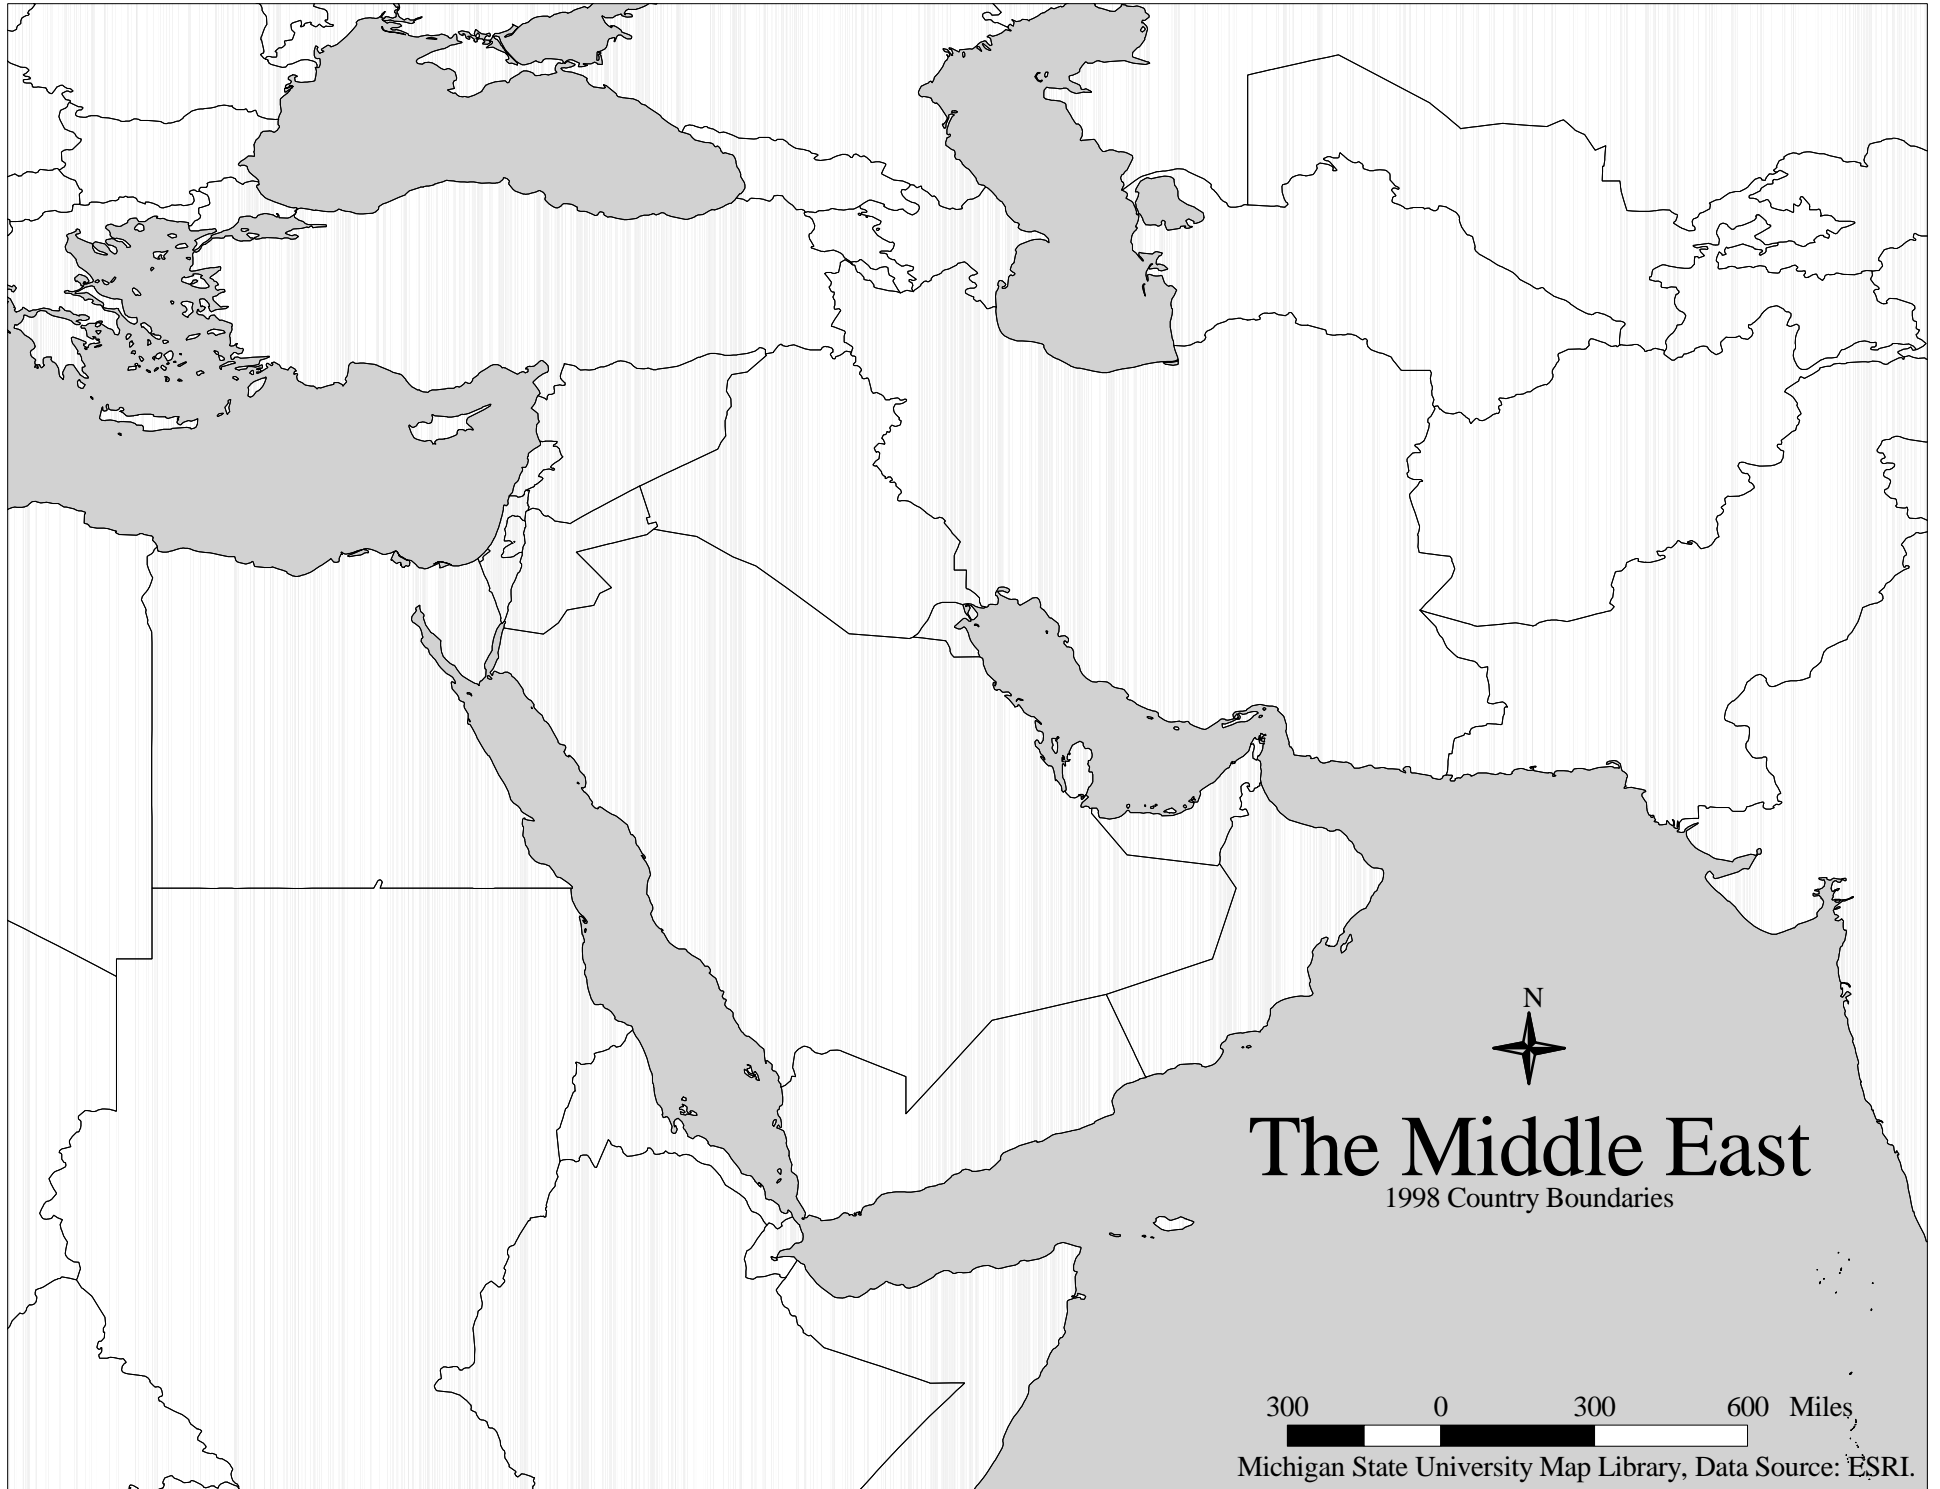 N
The Middle East
1998 Country Boundaries
300 0 300 600 Miles
Michigan State University Map Library, Data Source: ESRI.